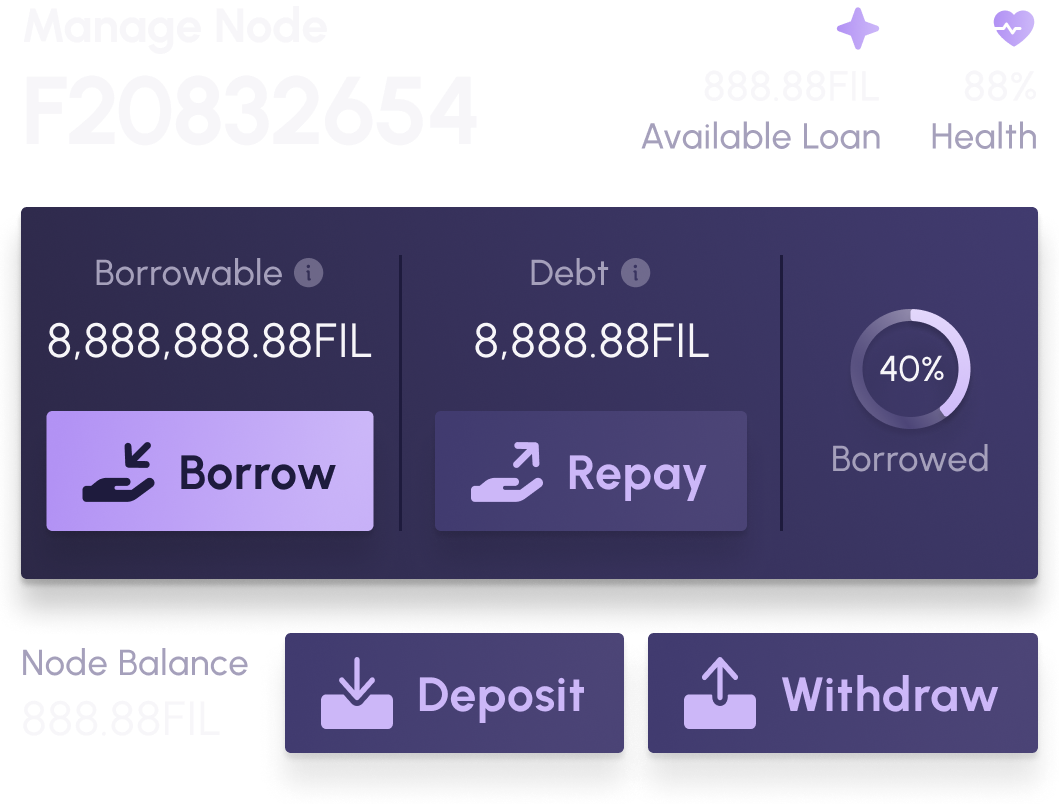 Manage Node
F20832654
888.88FIL
Available Loan
88%
Health
Borrowable
8,888,888.88FIL
Borrow
Debt
8,888.88FIL
Repay
40%
Borrowed
Node Balance
888.88FIL
Deposit
Withdraw